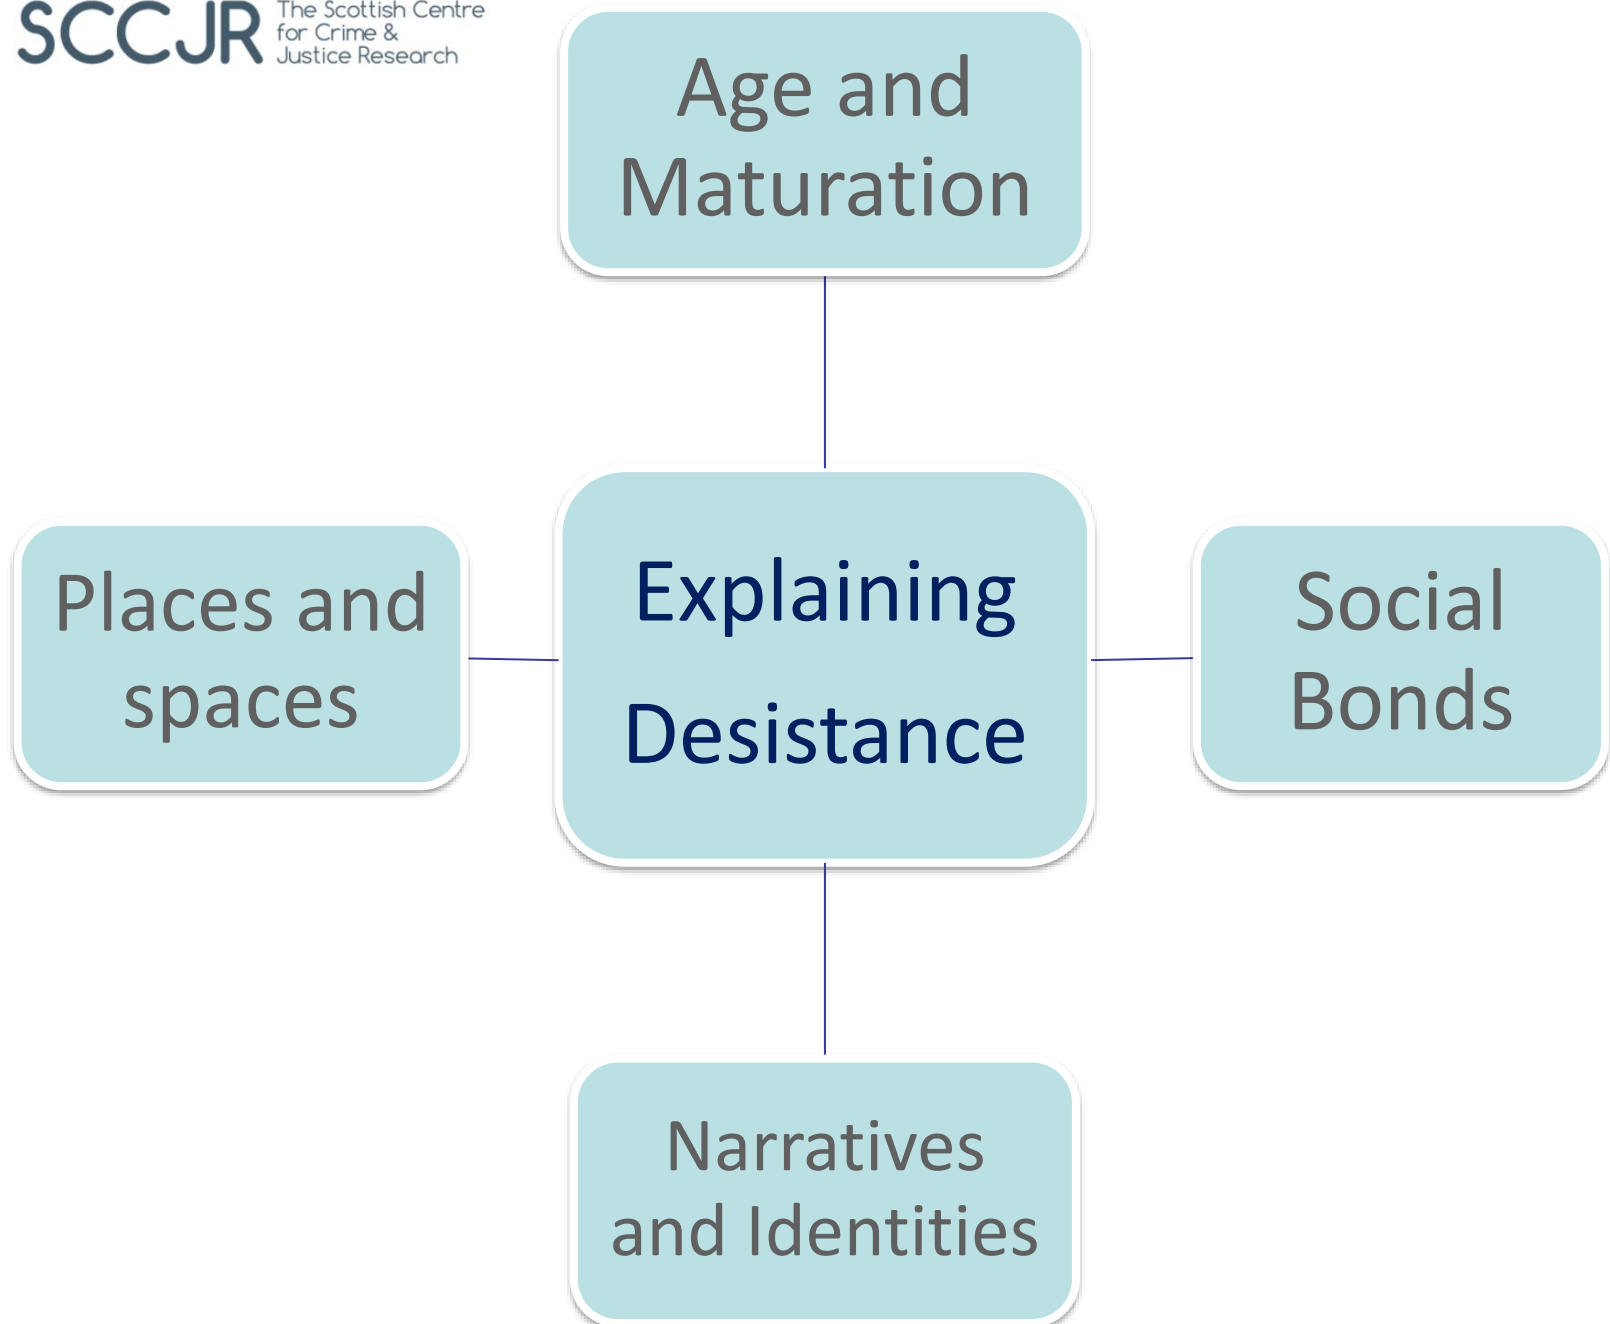 SCCJR
The Scottish Centre
for Crime &
Justice Research
Age and
Maturation
Places and
spaces
Explaining
Desistance
Social
Bonds
Narratives
and Identities